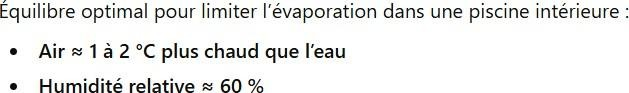 Équilibre optimal pour limiter l’évaporation dans une piscine intérieure :
• Air ≈ 1 à 2 °C plus chaud que l’eau
• Humidité relative ≈ 60 %